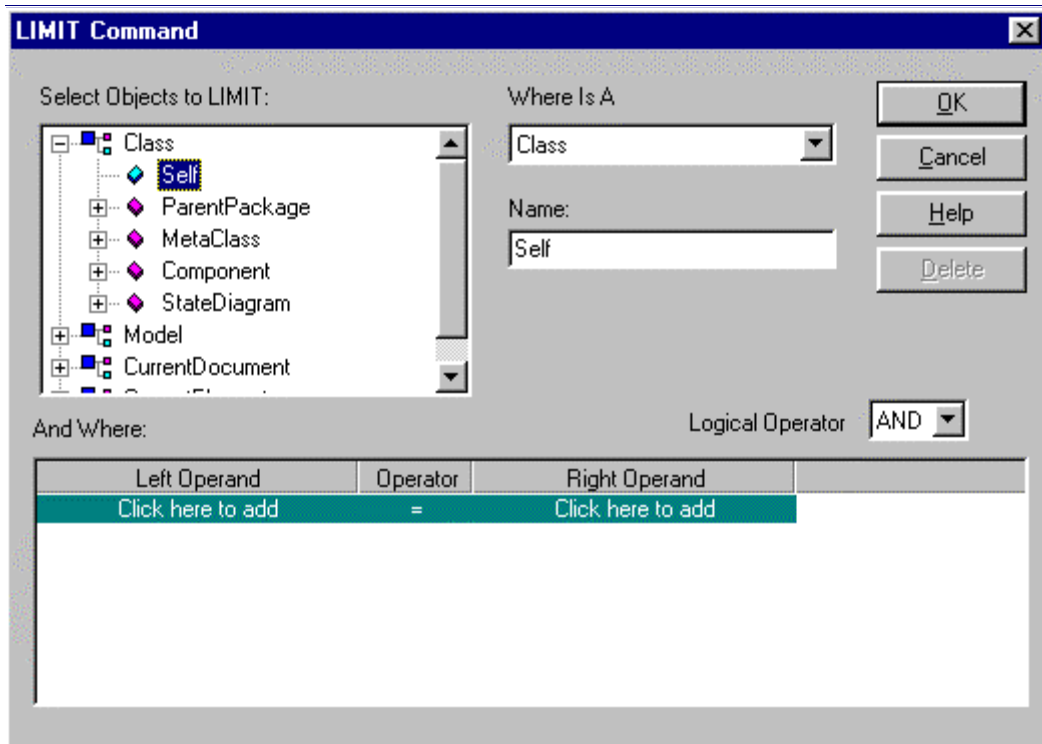 LIMIT Command
Select Objects to LIMIT:
Class
Self
ParentPackage
MetaClass
Component
StateDiagram
Model
CurrentDocument
Where Is A
Class
Name:
Self
OK
Cancel
Help
Delete
And Where:
Logical Operator AND
Left Operand Operator Right Operand
Click here to add = Click here to add